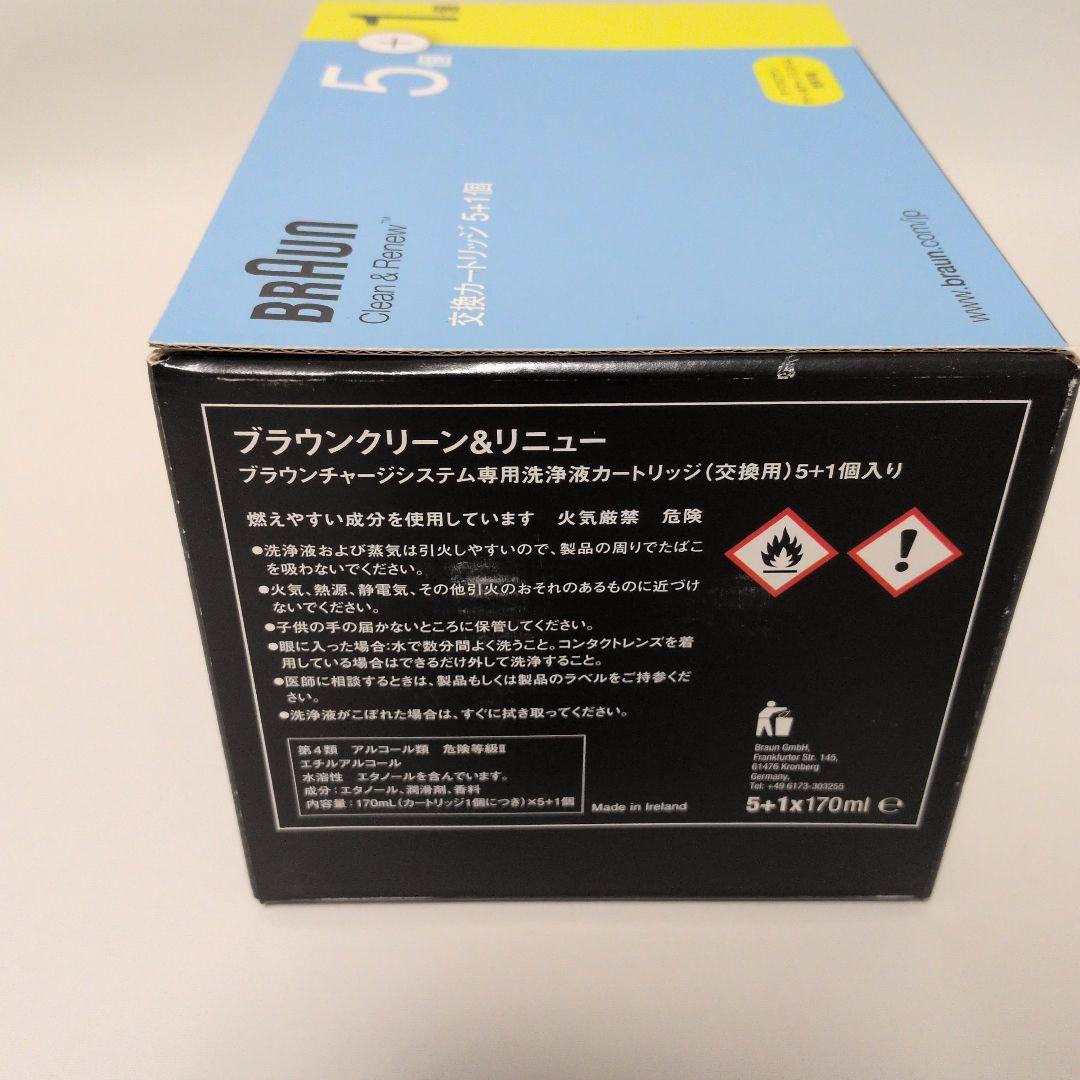 5個+1個
BRAUN
Clean & Renew™
交換カートリッジ 5+1個
www.braun.com/jp
ブラウンクリーン&リニュー
ブラウンチャージシステム専用洗浄液カートリッジ(交換用)5+1個入り
燃えやすい成分を使用しています 火気厳禁 危険
●洗浄液および蒸気は引火しやすいので、製品の周りでたばこ
を吸わないでください。
●火気、熱源、静電気、その他引火のおそれのあるものに近づけ
ないでください。
●子供の手の届かないところに保管してください。
●眼に入った場合:水で数分間よく洗うこと。コンタクトレンズを着
用している場合はできるだけ外して洗浄すること。
●医師に相談するときは、製品もしくは製品のラベルをご持参くだ
さい。
●洗浄液がこぼれた場合は、すぐに拭き取ってください。
第4類 アルコール類 危険等級Ⅱ
エチルアルコール
水溶性 エタノールを含んでいます。
成分:エタノール、潤滑剤、香料
内容量:170mL(カートリッジ1個につき)×5+1個
Made in Ireland
Braun GmbH,
Frankfurter Str. 145,
61476 Kronberg
Germany,
Tel: +49 6173-303255
5+1x170ml ℮